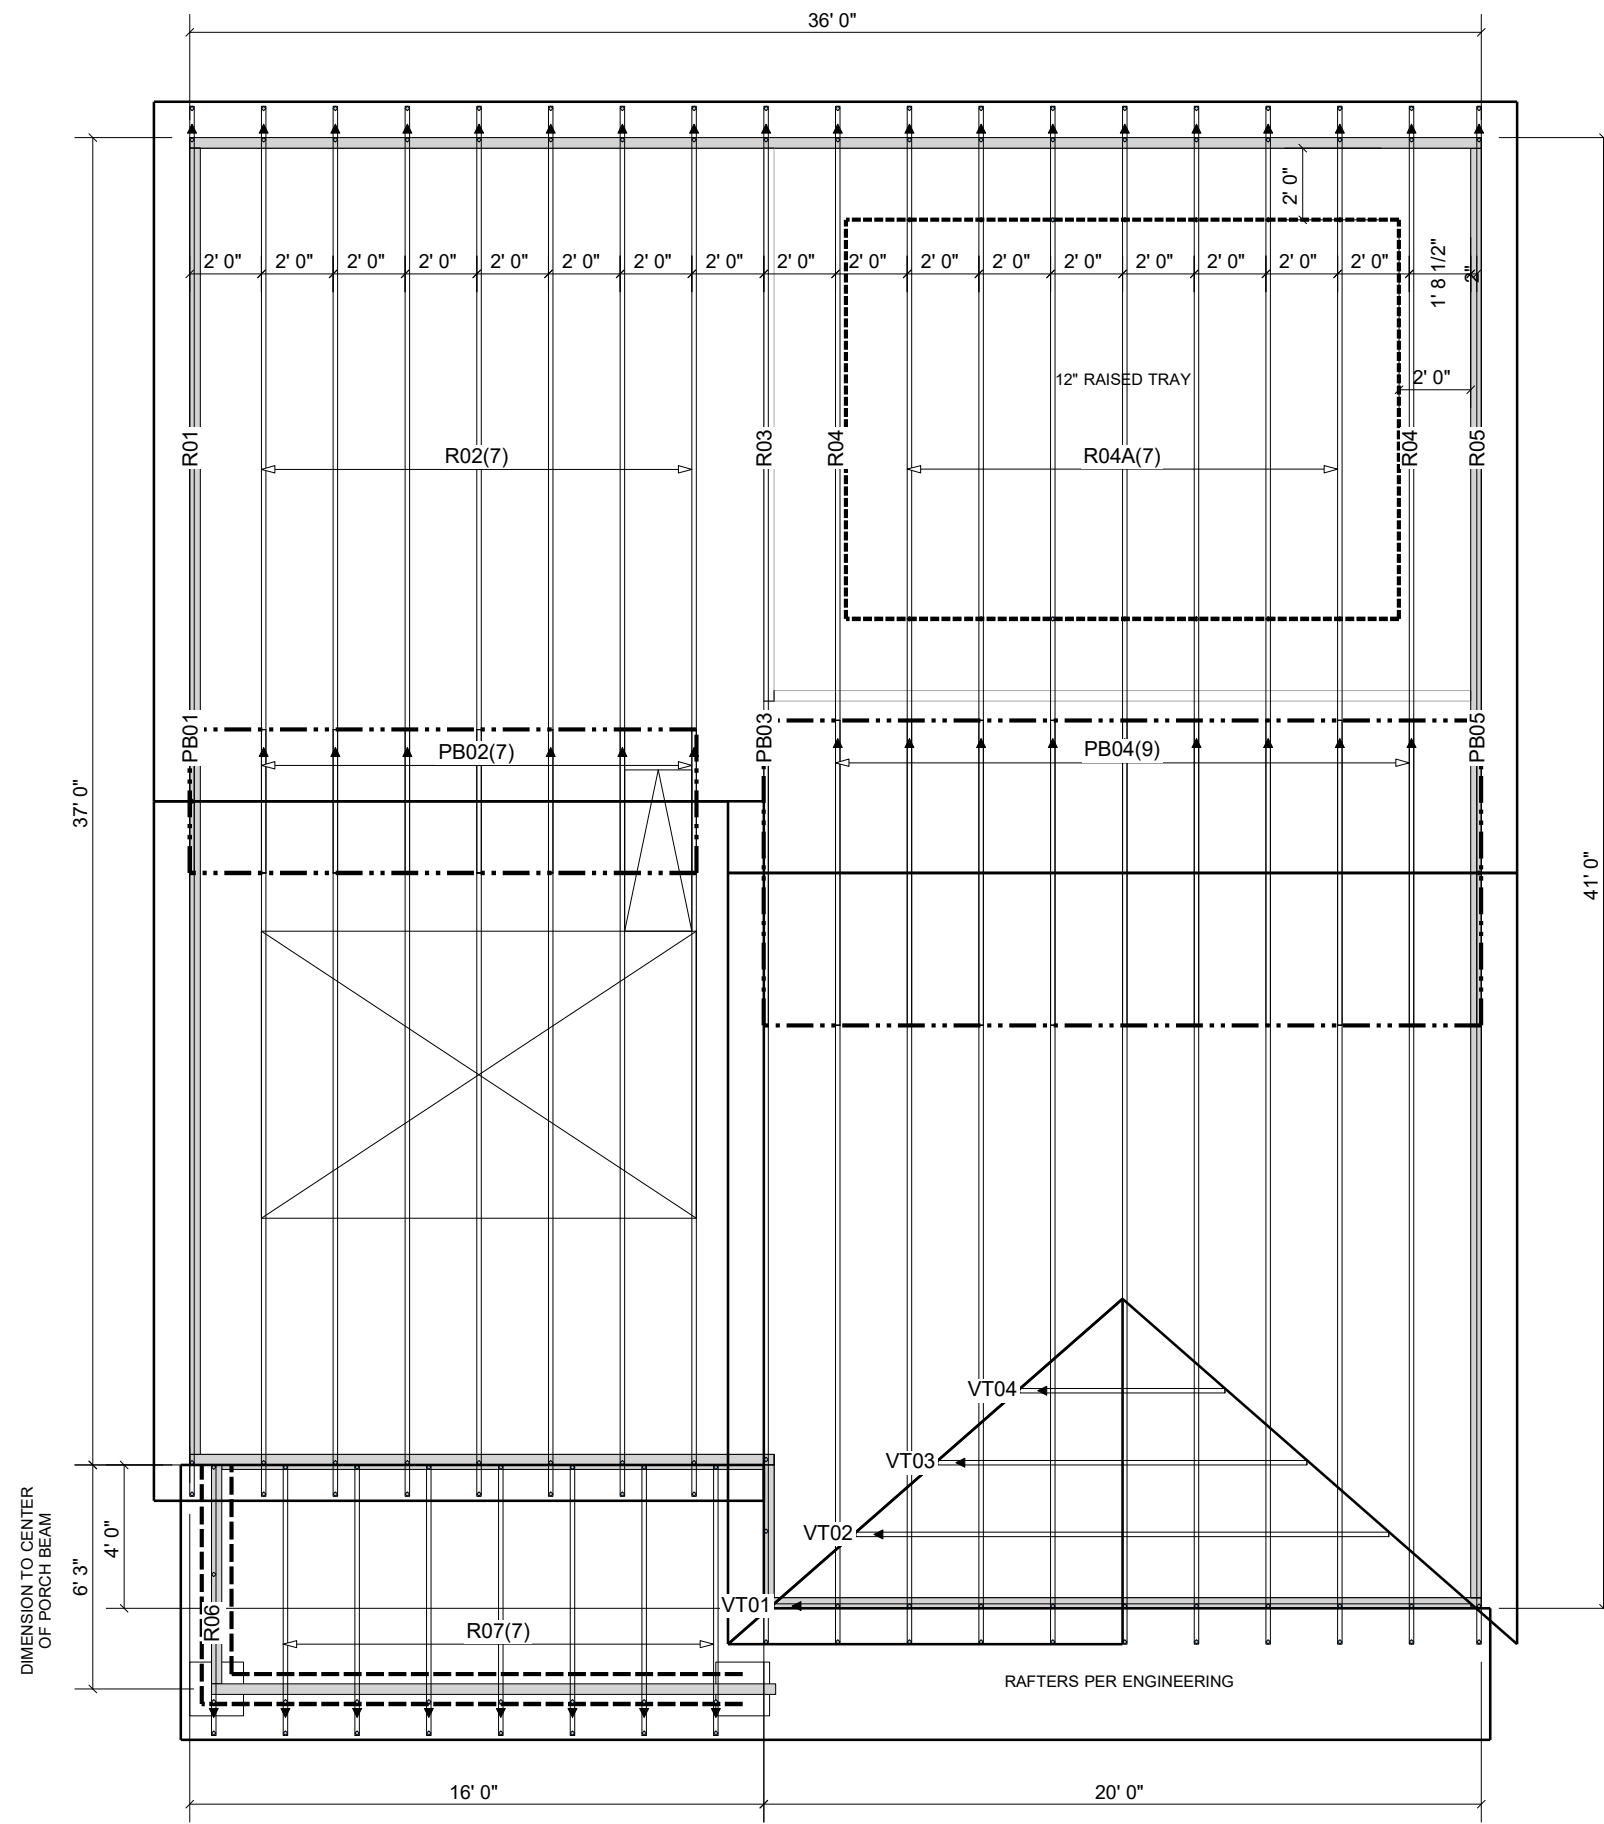 36' 0"
2' 0"
2' 0" 2' 0" 2' 0" 2' 0" 2' 0" 2' 0" 2' 0" 2' 0" 2' 0" 2' 0" 2' 0" 2' 0" 2' 0" 2' 0" 2' 0" 2' 0" 2' 0" 1' 8 1/2" 2"
12" RAISED TRAY
2' 0"
R01
R02(7)
R03
R04
R04A(7)
R04
R05
PB01
PB02(7)
PB03
PB04(9)
PB05
37' 0"
41' 0"
VT04
VT03
VT02
VT01
DIMENSION TO CENTER
OF PORCH BEAM
6' 3"
4' 0"
R06
R07(7)
RAFTERS PER ENGINEERING
16' 0"
20' 0"